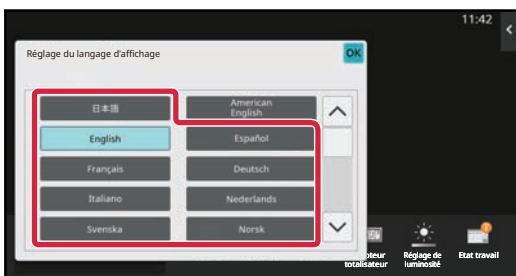 11:42
Réglage du langage d'affichage
OK
日本語
American
English
English
Español
Français
Deutsch
Italiano
Nederlands
Svenska
Norsk
totalisateur
Réglage de
luminosité
Etat travail